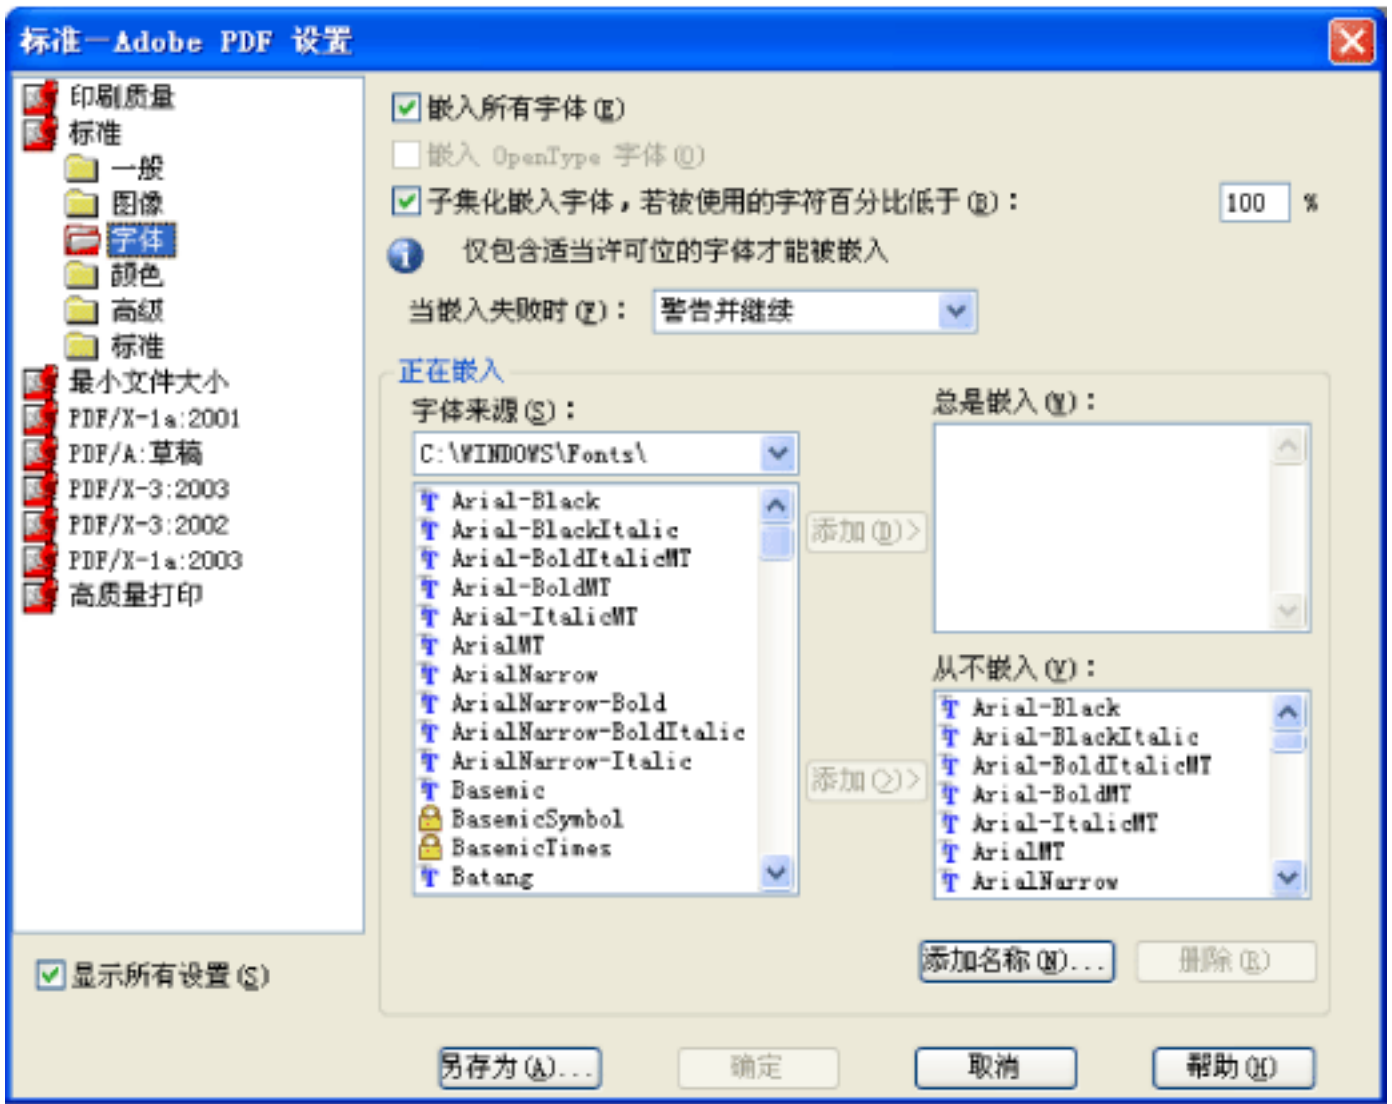 标准－Adobe PDF 设置
印刷质量
标准
一般
图像
字体
颜色
高级
标准
最小文件大小
PDF/X-1a:2001
PDF/A:草稿
PDF/X-3:2003
PDF/X-3:2002
PDF/X-1a:2003
高质量打印
显示所有设置(S)
嵌入所有字体(E)
嵌入 OpenType 字体(O)
子集化嵌入字体，若被使用的字符百分比低于(B)： 100 %
仅包含适当许可位的字体才能被嵌入
当嵌入失败时(F)： 警告并继续
正在嵌入
字体来源(S)：
C:\WINDOWS\Fonts\
Arial-Black
Arial-BlackItalic
Arial-BoldItalicMT
Arial-BoldMT
Arial-ItalicMT
ArialMT
ArialNarrow
ArialNarrow-Bold
ArialNarrow-BoldItalic
ArialNarrow-Italic
Basemic
BasemicSymbol
BasemicTimes
Batang
添加(D)>
添加(>)>
总是嵌入(Y)：
从不嵌入(V)：
Arial-Black
Arial-BlackItalic
Arial-BoldItalicMT
Arial-BoldMT
Arial-ItalicMT
ArialMT
ArialNarrow
添加名称(N)...
册除(R)
另存为(A)...
确定
取消
帮助(H)